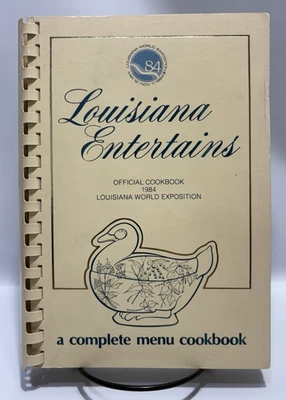 84
Louisiana
Entertains
OFFICIAL COOKBOOK
1984
LOUISIANA WORLD EXPOSITION
a complete menu cookbook